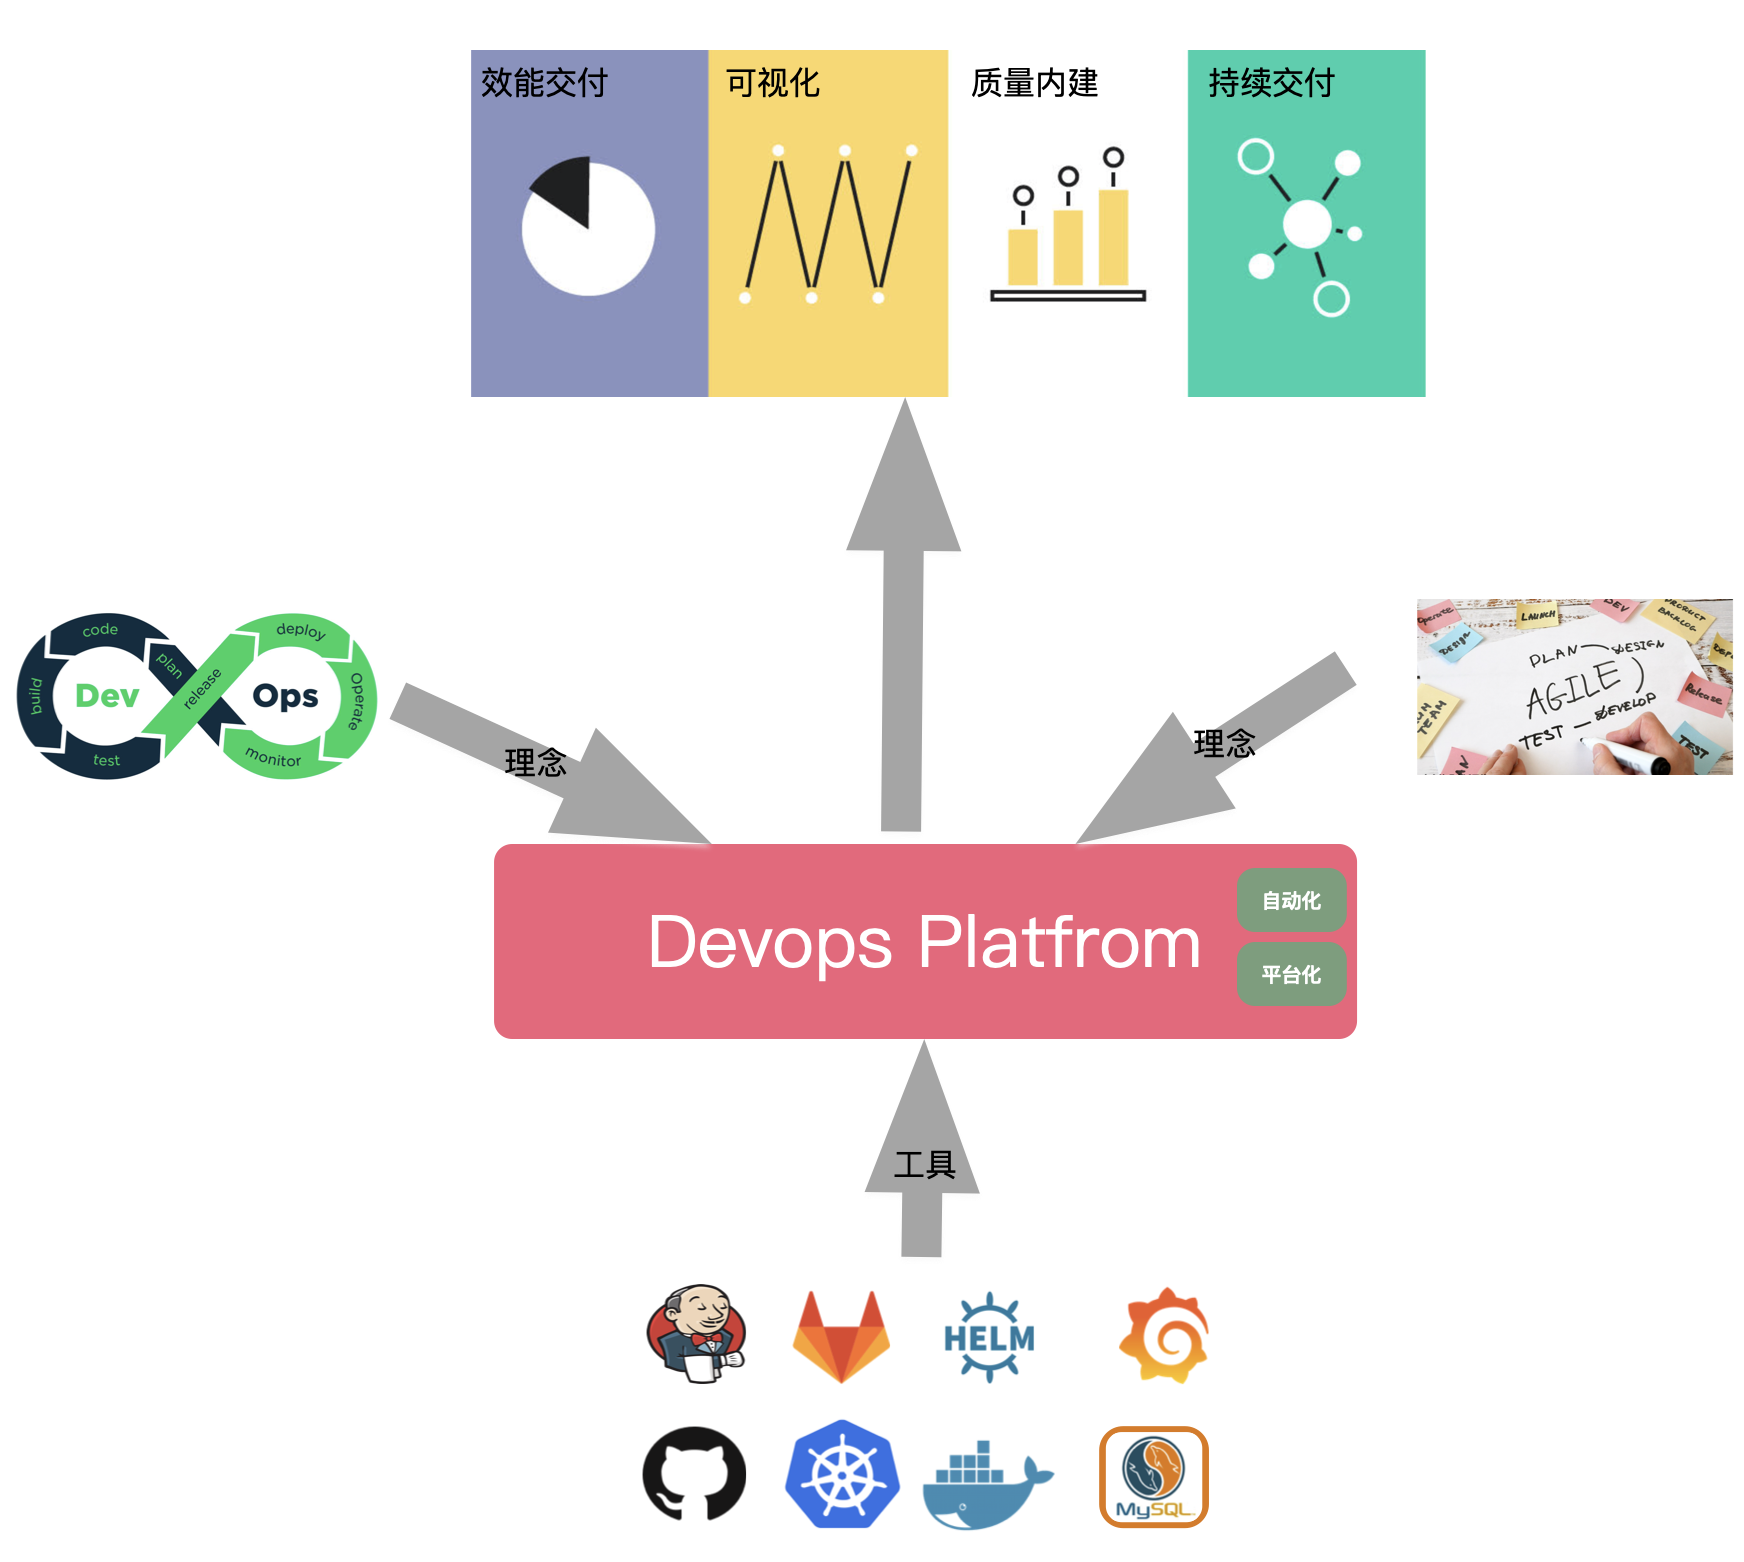 效能交付
可视化
质量内建
持续交付
code
plan
build
Dev
test
release
deploy
Ops
Operate
monitor
理念
理念
Operate
DESIGN
LAUNCH
DEV
PRODUCT
BACKLOG
PLAN
DESIGN
AGILE
DEVELOP
TEST
Release
TEST
TEAM
Devops Platfrom
自动化
平台化
工具
HELM
MySQL